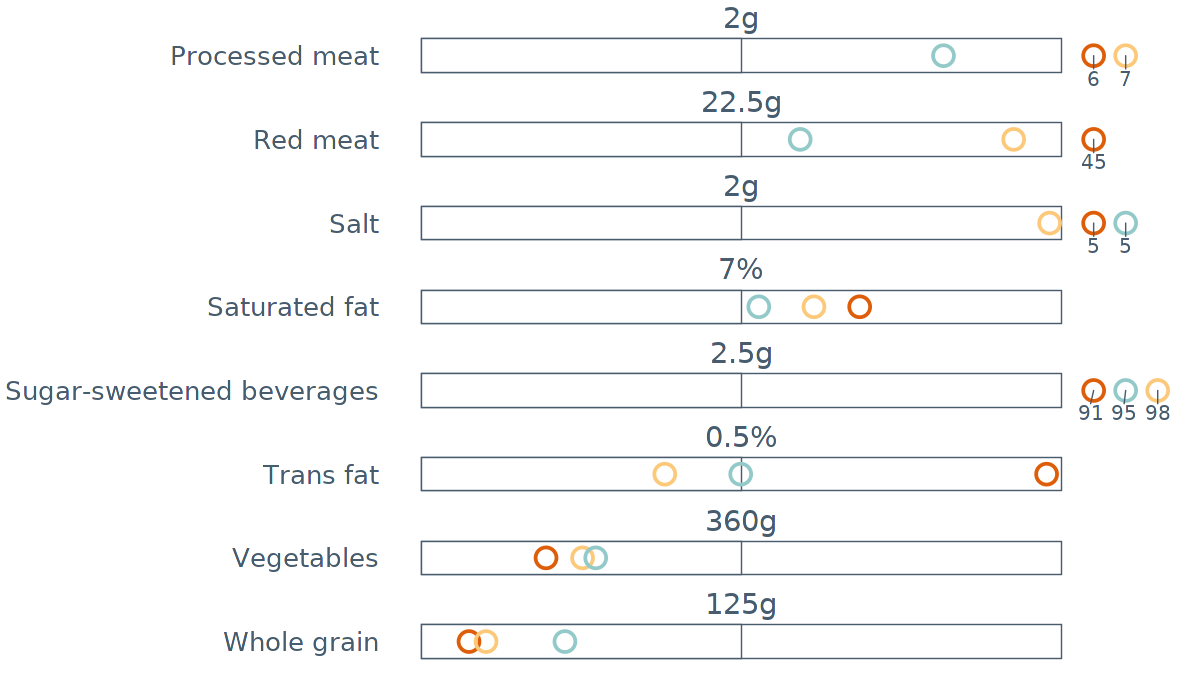 2g
Processed meat
6 7
22.5g
Red meat
45
2g
Salt
5 5
7%
Saturated fat
2.5g
Sugar-sweetened beverages
91 95 98
0.5%
Trans fat
360g
Vegetables
125g
Whole grain